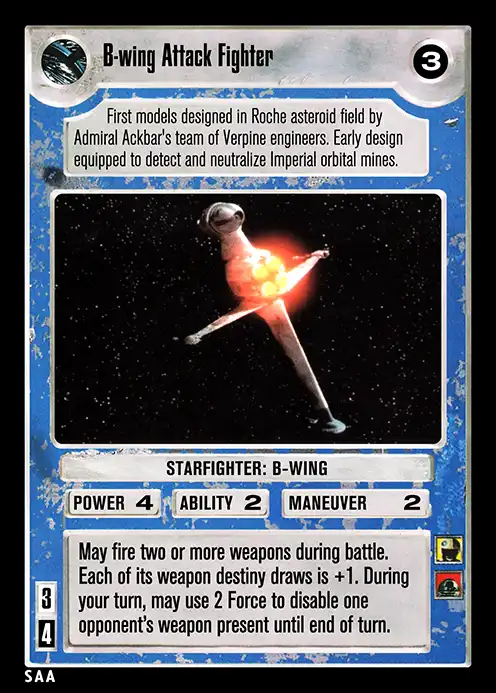 B-wing Attack Fighter
3
First models designed in Roche asteroid field by
Admiral Ackbar's team of Verpine engineers. Early design
equipped to detect and neutralize Imperial orbital mines.
STARFIGHTER: B-WING
POWER 4 ABILITY 2 MANEUVER 2
May fire two or more weapons during battle.
Each of its weapon destiny draws is +1. During
your turn, may use 2 Force to disable one
opponent's weapon present until end of turn.
3
4
SAA